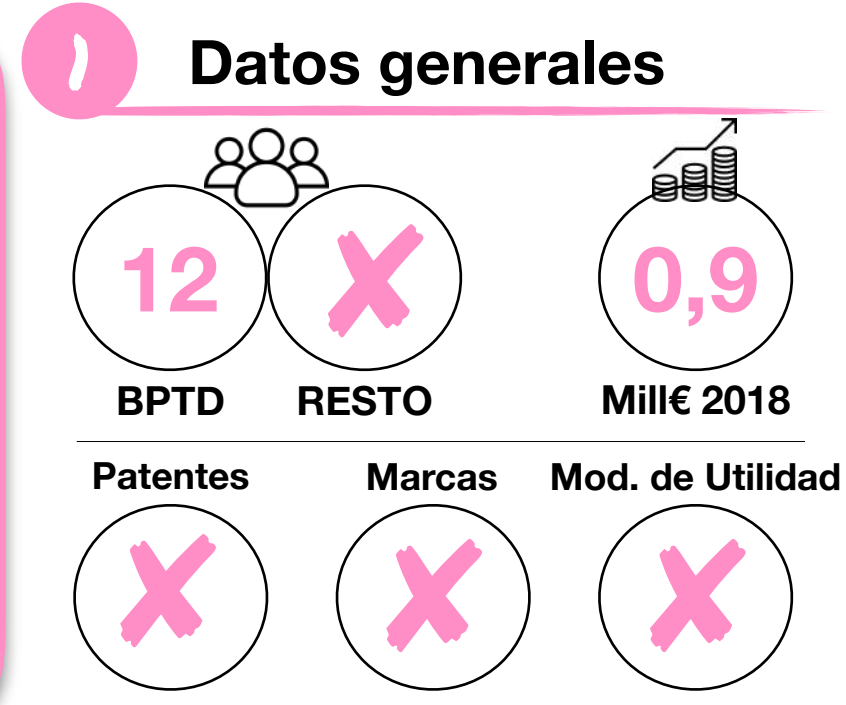 1
Datos generales
12
0,9
BPTD RESTO Mill€ 2018
Patentes Marcas Mod. de Utilidad